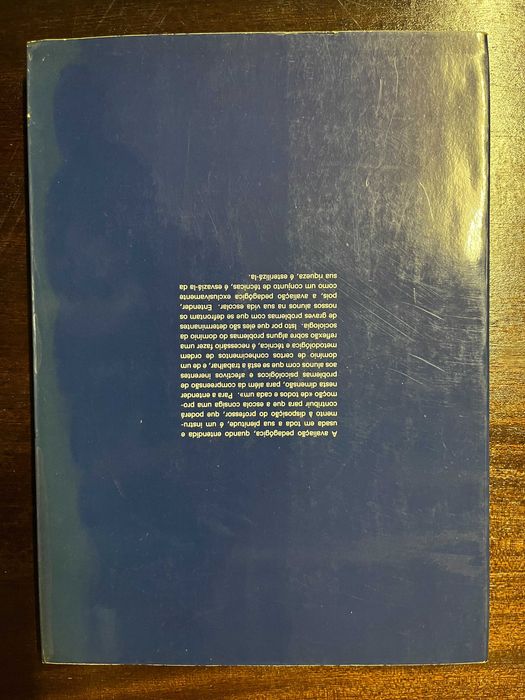 A avaliação pedagógica, quando entendida e
usada em toda a sua plenitude, é um instru-
mento à disposição do professor, que poderá
contribuir para que a escola consiga uma pro-
moção «de todos e cada um». Para a entender
nesta dimensão, para além da compreensão de
problemas psicológicos e afectivos inerentes
aos alunos com que se está a trabalhar, e de um
domínio de certos conhecimentos de ordem
metodológica e técnica, é necessário fazer uma
reflexão sobre alguns problemas do domínio da
sociologia. Isto por que eles são determinantes
de graves problemas com que se defrontam os
nossos alunos na sua vida escolar. Entender,
pois, a avaliação pedagógica exclusivamente
como um conjunto de técnicas, é esvaziá-la da
sua riqueza, é esterilizá-la.